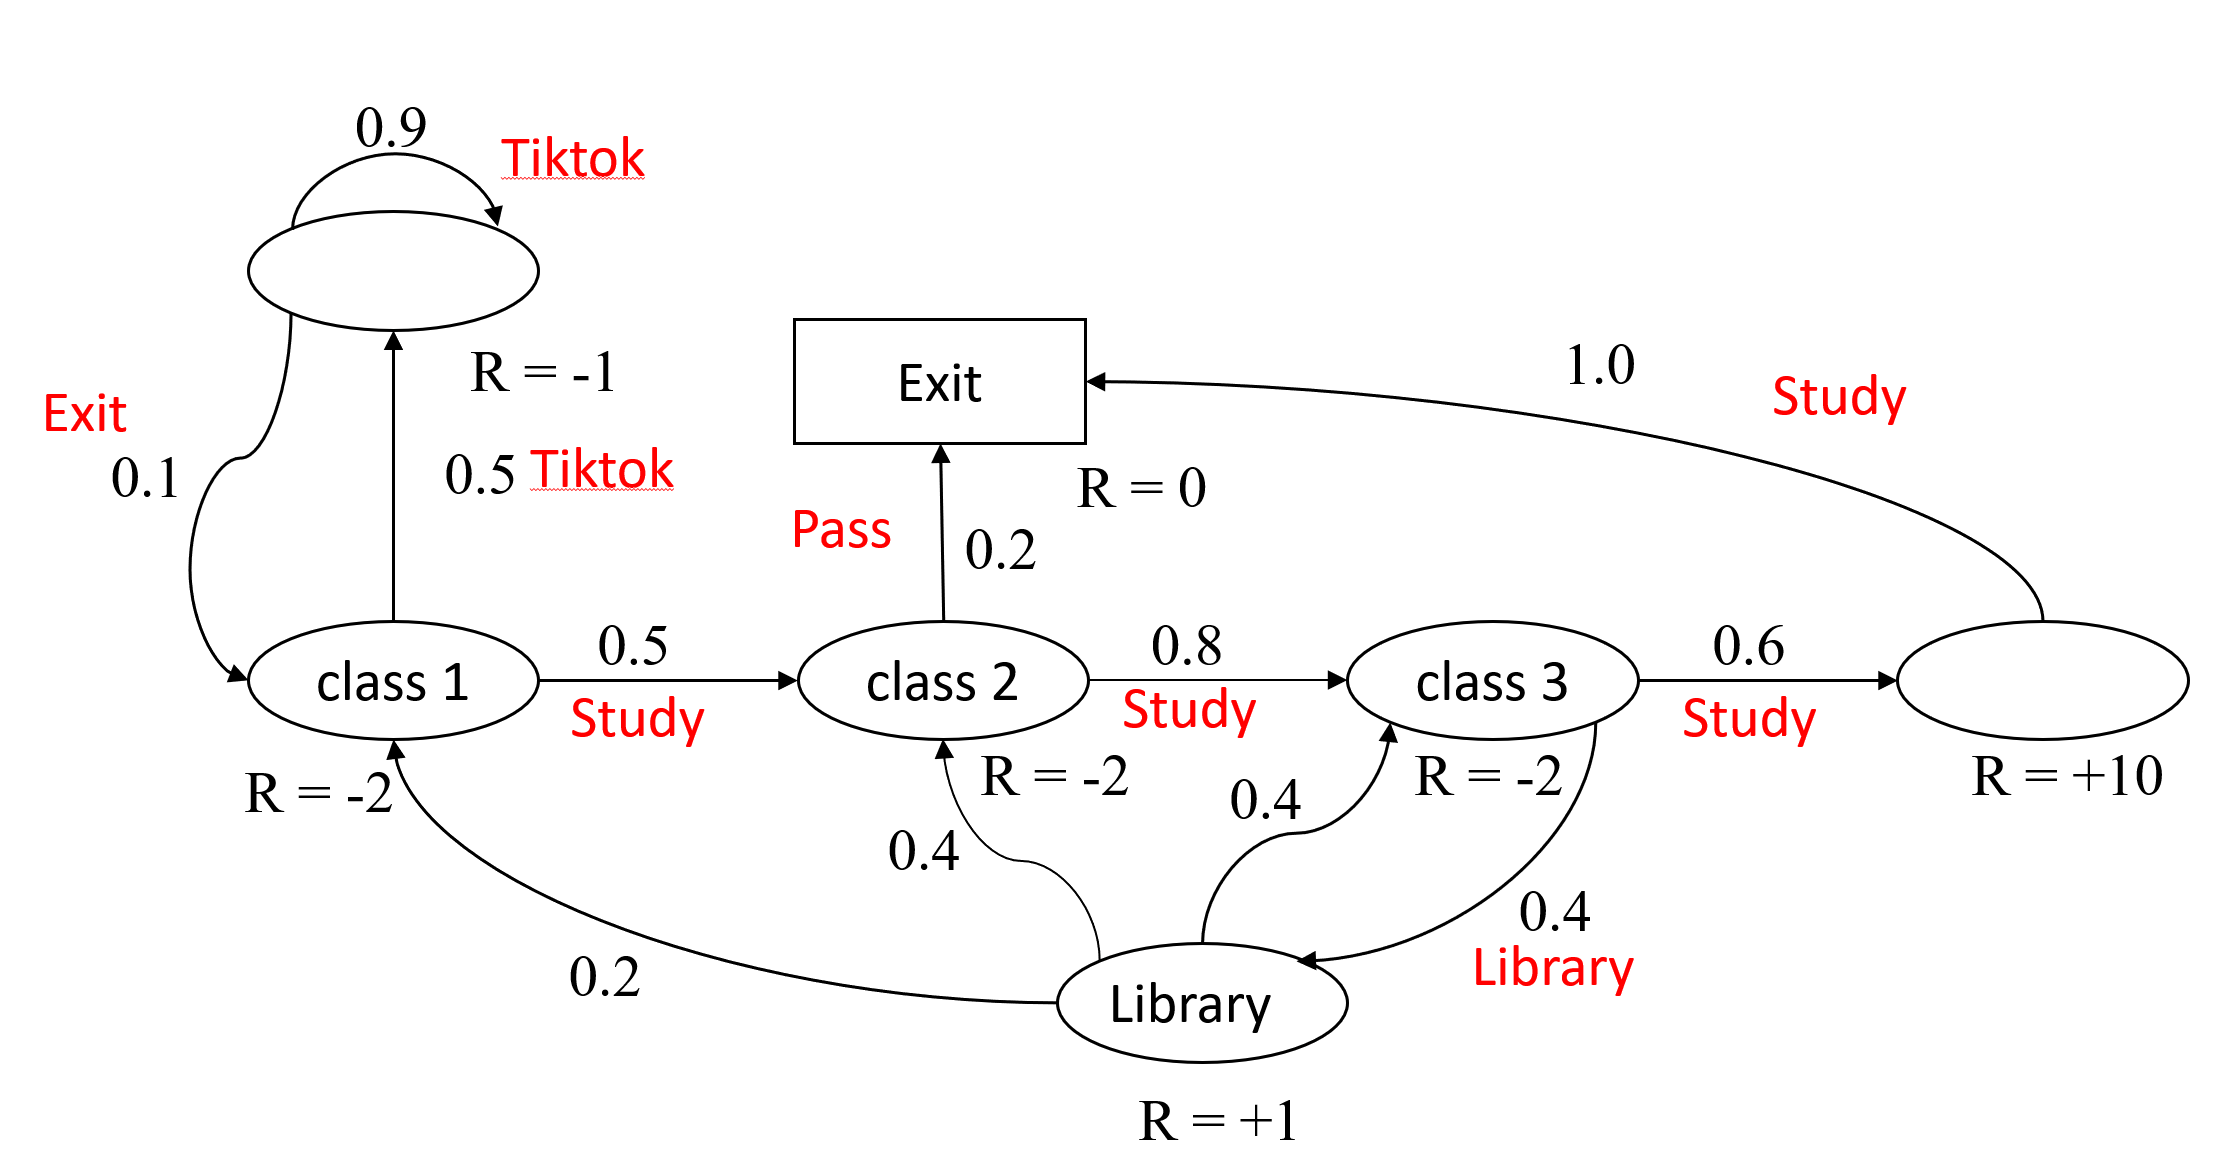 0.9
Tiktok
R = -1
Exit
0.1
0.5 Tiktok
Exit
R = 0
1.0
Study
Pass
0.2
class 1
0.5
Study
class 2
0.8
Study
class 3
0.6
Study
R = -2
R = -2
R = -2
R = +10
0.4
0.4
0.4
Library
0.2
Library
R = +1